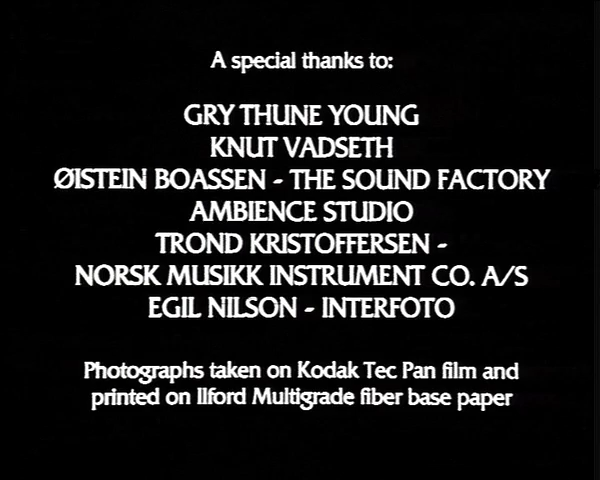 A special thanks to:
GRY THUNE YOUNG
KNUT VADSETH
ØISTEIN BOASSEN - THE SOUND FACTORY
AMBIENCE STUDIO
TROND KRISTOFFERSEN -
NORSK MUSIKK INSTRUMENT CO. A/S
EGIL NILSON - INTERFOTO
Photographs taken on Kodak Tec Pan film and
printed on Ilford Multigrade fiber base paper